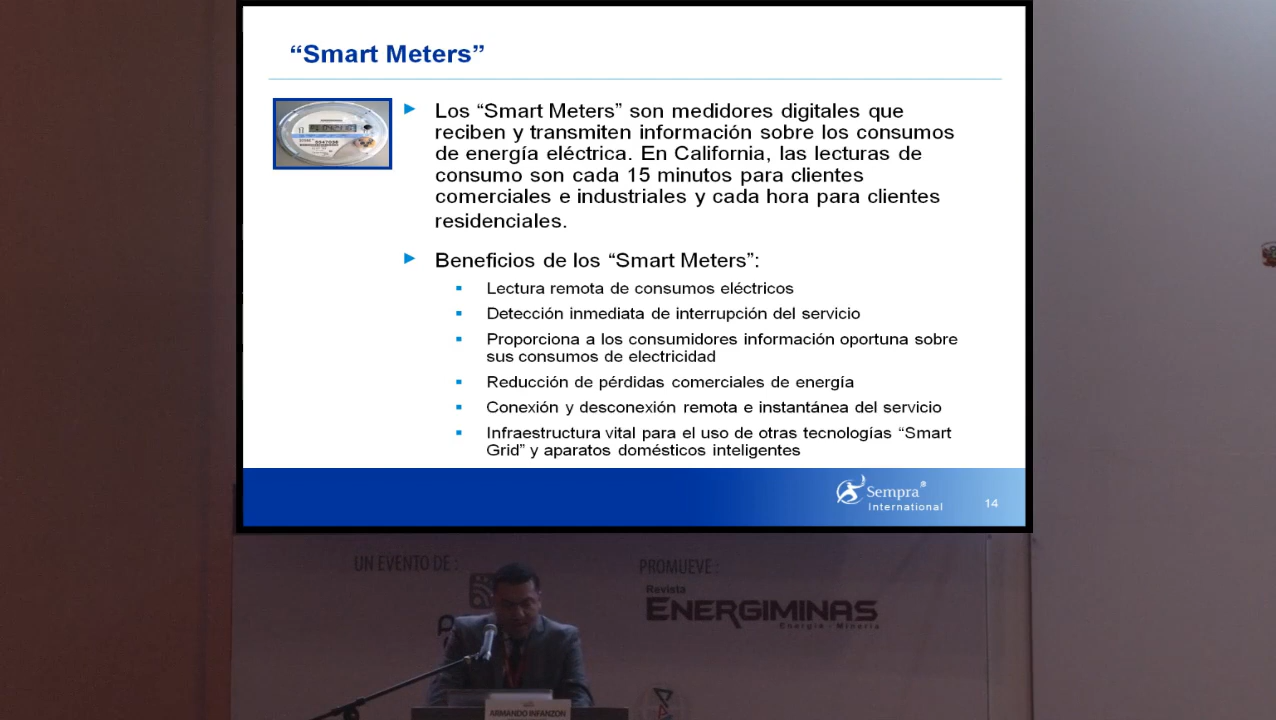 “Smart Meters”
Los “Smart Meters” son medidores digitales que
reciben y transmiten información sobre los consumos
de energía eléctrica. En California, las lecturas de
consumo son cada 15 minutos para clientes
comerciales e industriales y cada hora para clientes
residenciales.
Beneficios de los “Smart Meters”:
Lectura remota de consumos eléctricos
Detección inmediata de interrupción del servicio
Proporciona a los consumidores información oportuna sobre
sus consumos de electricidad
Reducción de pérdidas comerciales de energía
Conexión y desconexión remota e instantánea del servicio
Infraestructura vital para el uso de otras tecnologías “Smart
Grid” y aparatos domésticos inteligentes
Sempra®
International
14
UN EVENTO DE :
PROMUEVE :
Revista
ENERGIMINAS
Energía - Minería
ARMANDO INFANZON